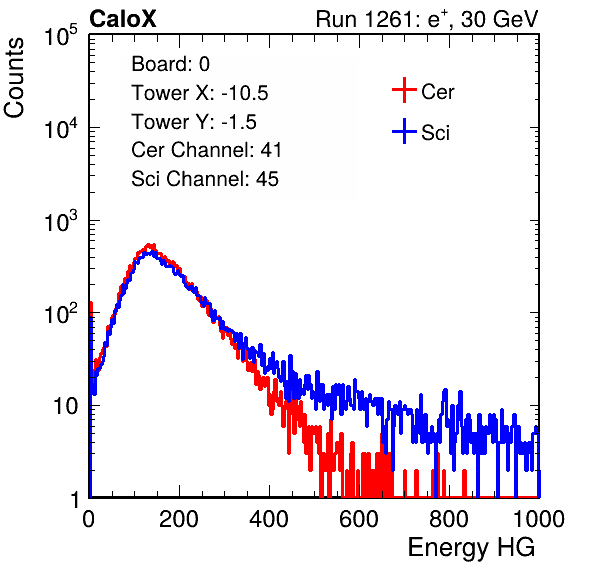 CaloX Run 1261: e⁺, 30 GeV
Counts
Board: 0
Tower X: -10.5
Tower Y: -1.5
Cer Channel: 41
Sci Channel: 45
Cer
Sci
10⁵
10⁴
10³
10²
10
1
0 200 400 600 800 1000
Energy HG